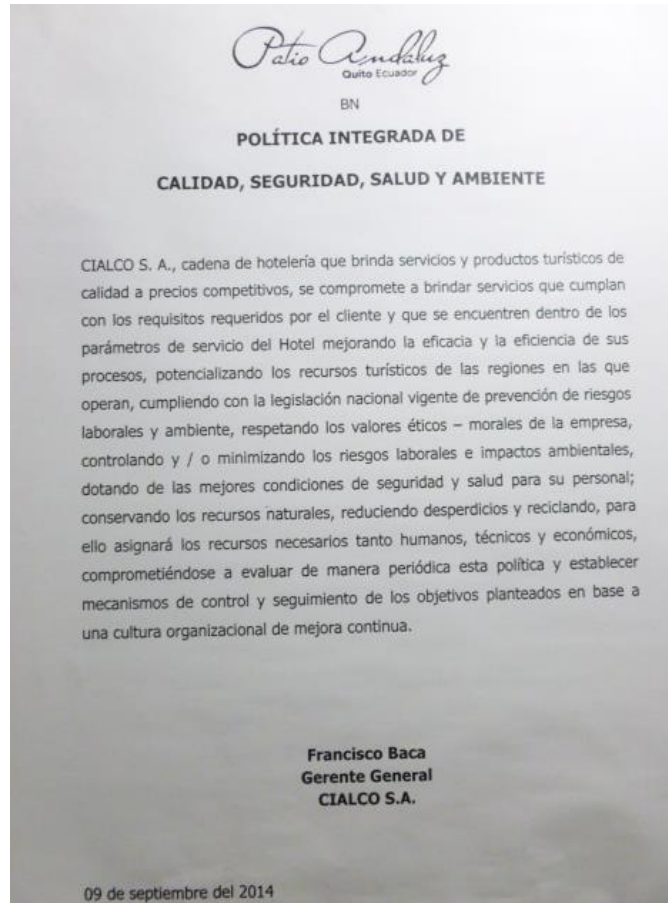 Patio Andaluz
Quito Ecuador
BN
POLÍTICA INTEGRADA DE
CALIDAD, SEGURIDAD, SALUD Y AMBIENTE
CIALCO S. A., cadena de hotelería que brinda servicios y productos turísticos de
calidad a precios competitivos, se compromete a brindar servicios que cumplan
con los requisitos requeridos por el cliente y que se encuentren dentro de los
parámetros de servicio del Hotel mejorando la eficacia y la eficiencia de sus
procesos, potencializando los recursos turísticos de las regiones en las que
operan, cumpliendo con la legislación nacional vigente de prevención de riesgos
laborales y ambiente, respetando los valores éticos – morales de la empresa,
controlando y / o minimizando los riesgos laborales e impactos ambientales,
dotando de las mejores condiciones de seguridad y salud para su personal;
conservando los recursos naturales, reduciendo desperdicios y reciclando, para
ello asignará los recursos necesarios tanto humanos, técnicos y económicos,
comprometiéndose a evaluar de manera periódica esta política y establecer
mecanismos de control y seguimiento de los objetivos planteados en base a
una cultura organizacional de mejora continua.
Francisco Baca
Gerente General
CIALCO S.A.
09 de septiembre del 2014